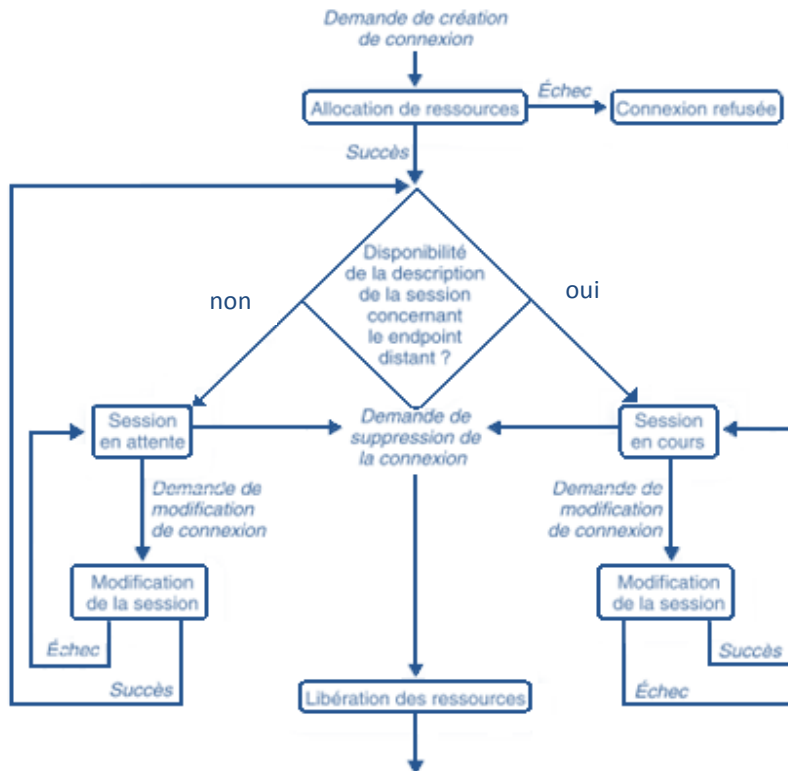 Demande de création
de connexion
Allocation de ressources
Échec
Connexion refusée
Succès
Disponibilité
de la description
de la session
concernant
le endpoint
distant ?
non
oui
Session
en attente
Demande de
suppression de
la connexion
Session
en cours
Demande de
modification
de connexion
Demande de
modification
de connexion
Modification
de la session
Modification
de la session
Échec
Succès
Succès
Échec
Libération des ressources